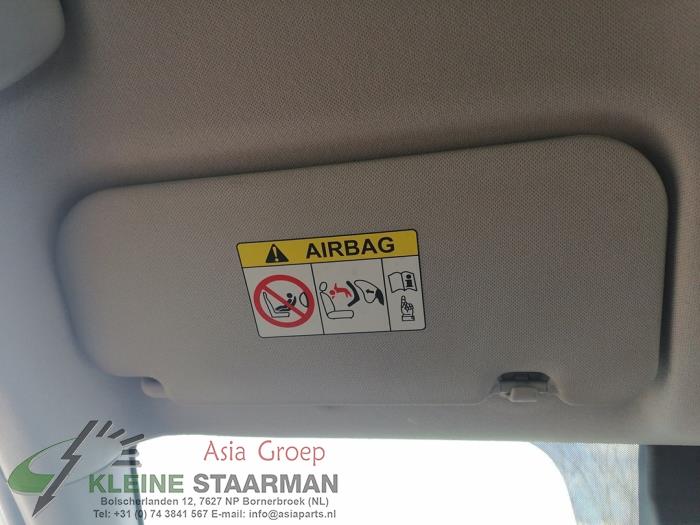 AIRBAG
Asia Groep
KLEINE STAARMAN
Bolscherlanden 12, 7627 NP Bornerbroek (NL)
Tel: +31 (0) 74 3841 567 E-mail: info@asiaparts.nl